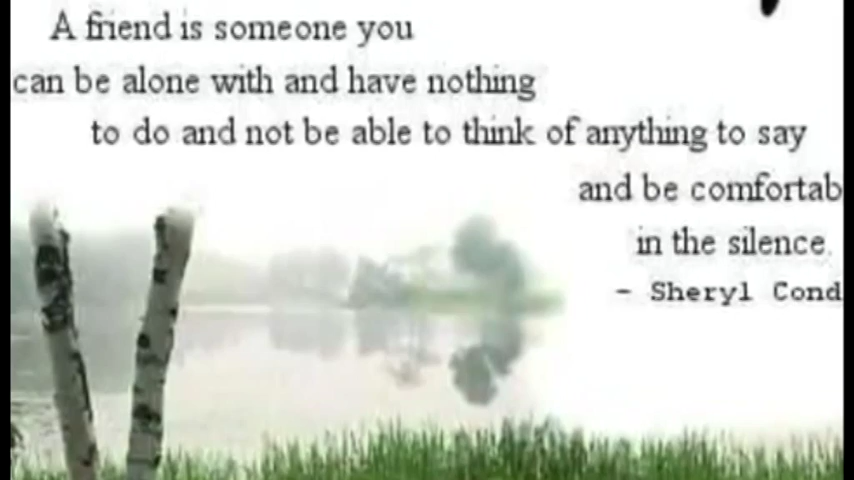 A friend is someone you
can be alone with and have nothing
to do and not be able to think of anything to say
and be comfortab
in the silence.
- Sheryl Cond